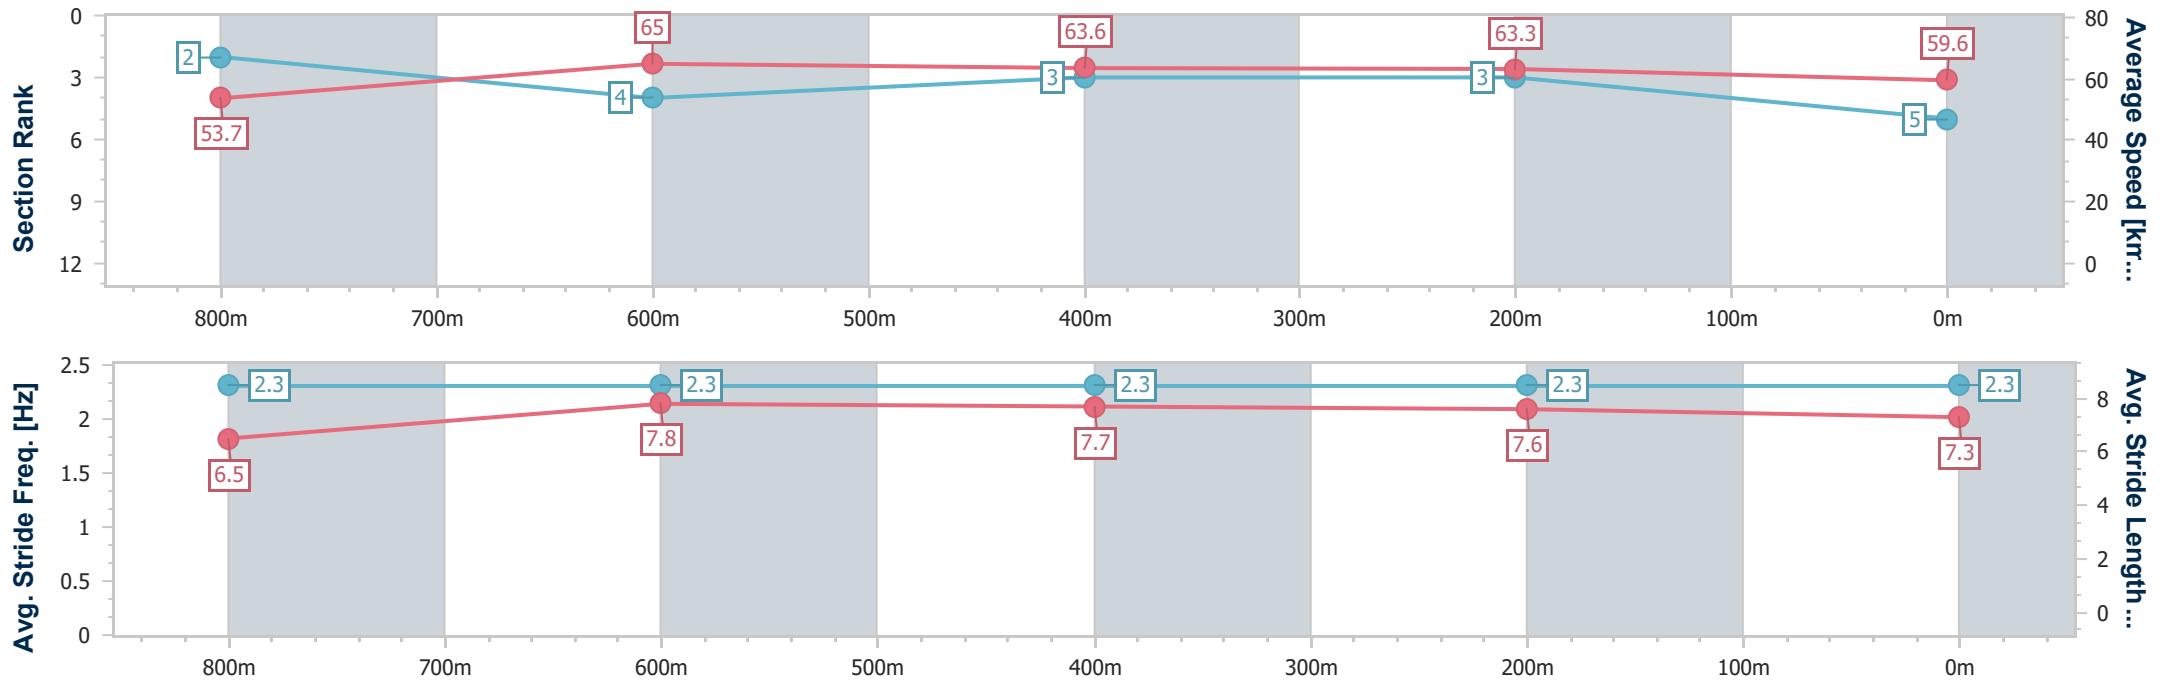 Section Rank
0
3
6
9
12
2
4
3
3
5
53.7
65
63.6
63.3
59.6
80
60
40
20
0
Average Speed [km...
800m
700m
600m
500m
400m
300m
200m
100m
0m
Avg. Stride Freq. [Hz]
2.5
2
1.5
1
0.5
0
2.3
2.3
2.3
2.3
2.3
6.5
7.8
7.7
7.6
7.3
8
6
4
2
0
Avg. Stride Length ...
800m
700m
600m
500m
400m
300m
200m
100m
0m